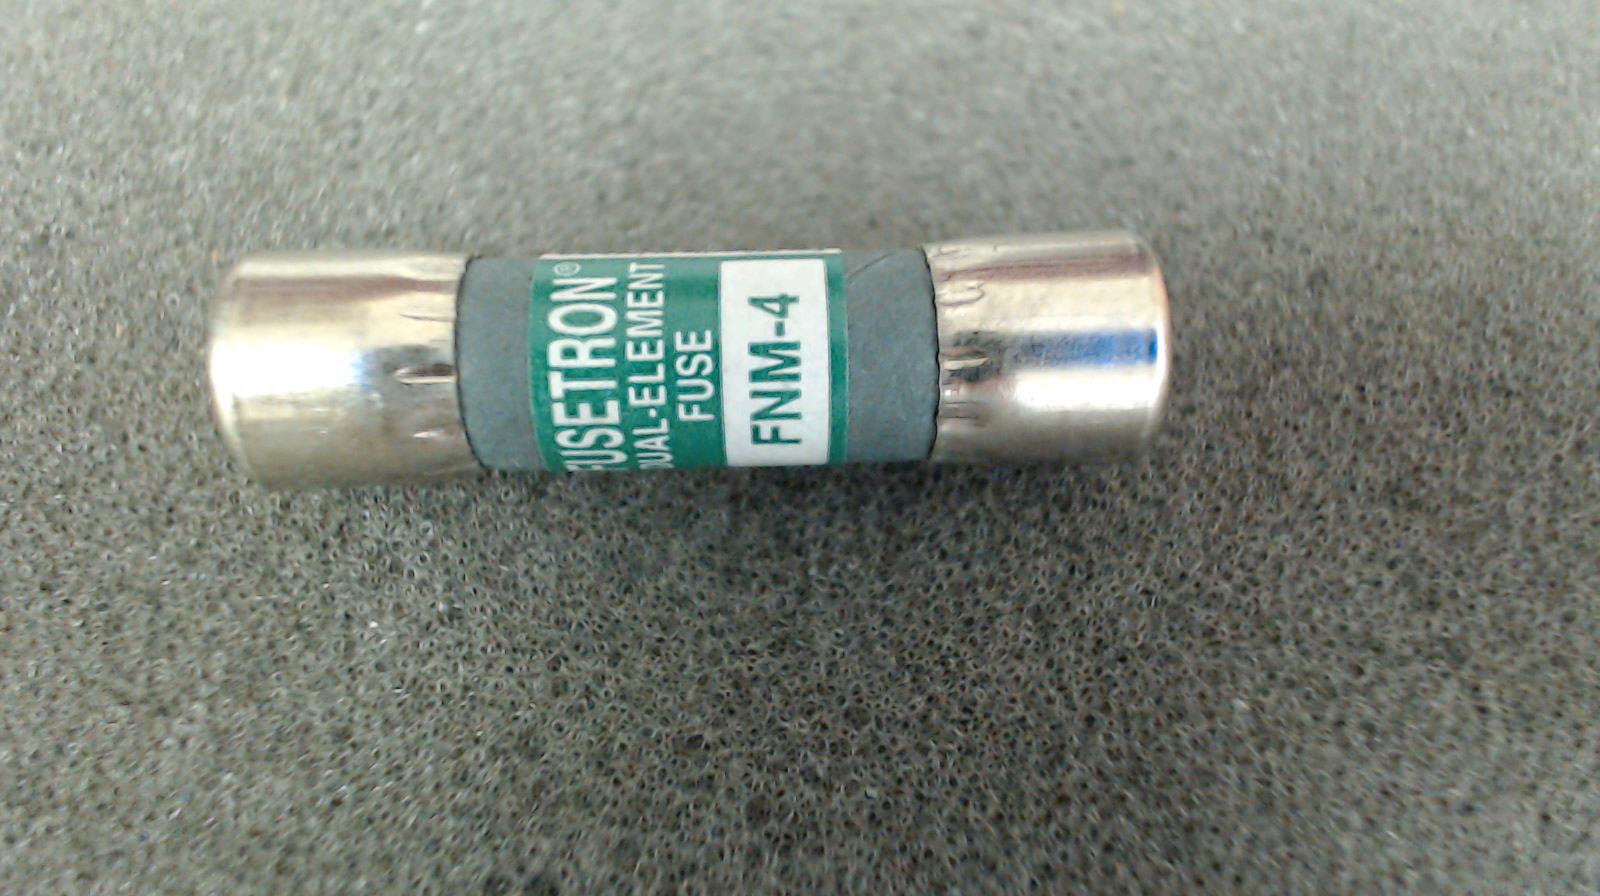 FUSETRON®
DUAL-ELEMENT
FUSE
FNM-4